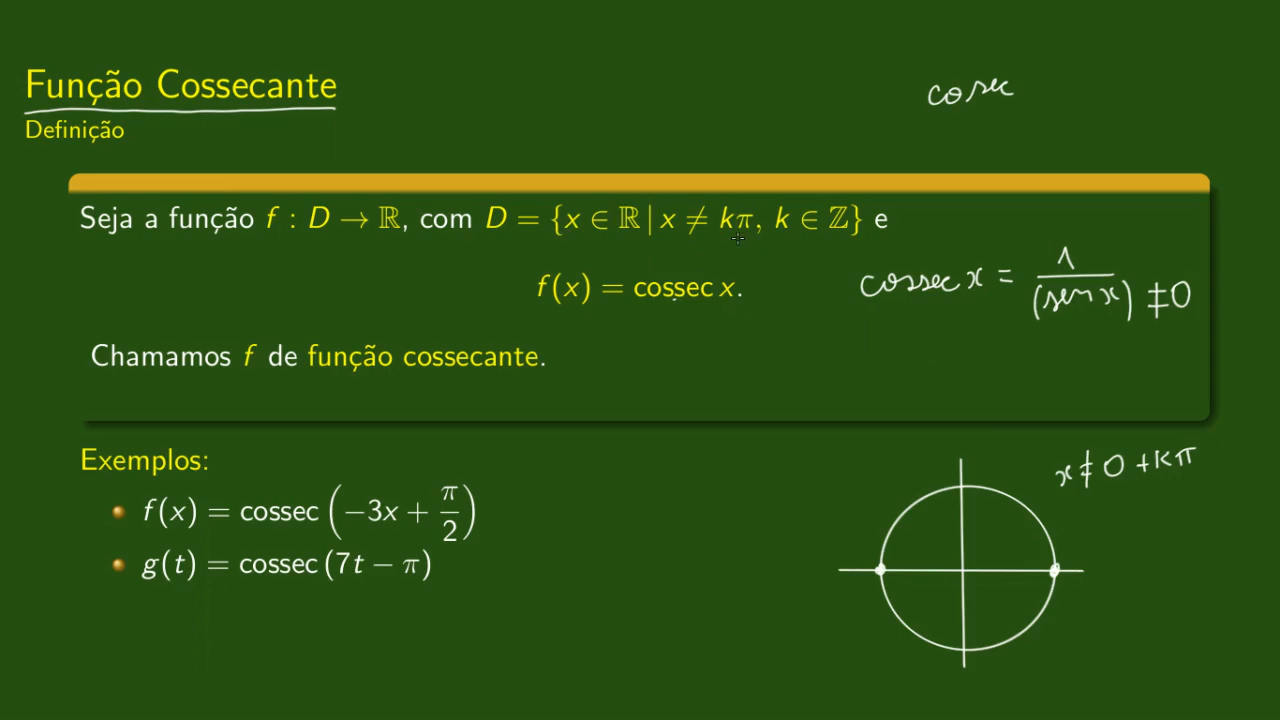 Função Cossecante
cosec
Definição
Seja a função f : D → ℝ, com D = {x ∈ ℝ | x ≠ kπ, k ∈ ℤ} e
f(x) = cossec x.
cossec x = 1/(sen x) ≠ 0
Chamamos f de função cossecante.
Exemplos:
x ≠ 0 + kπ
f(x) = cossec (−3x + π/2)
g(t) = cossec (7t − π)